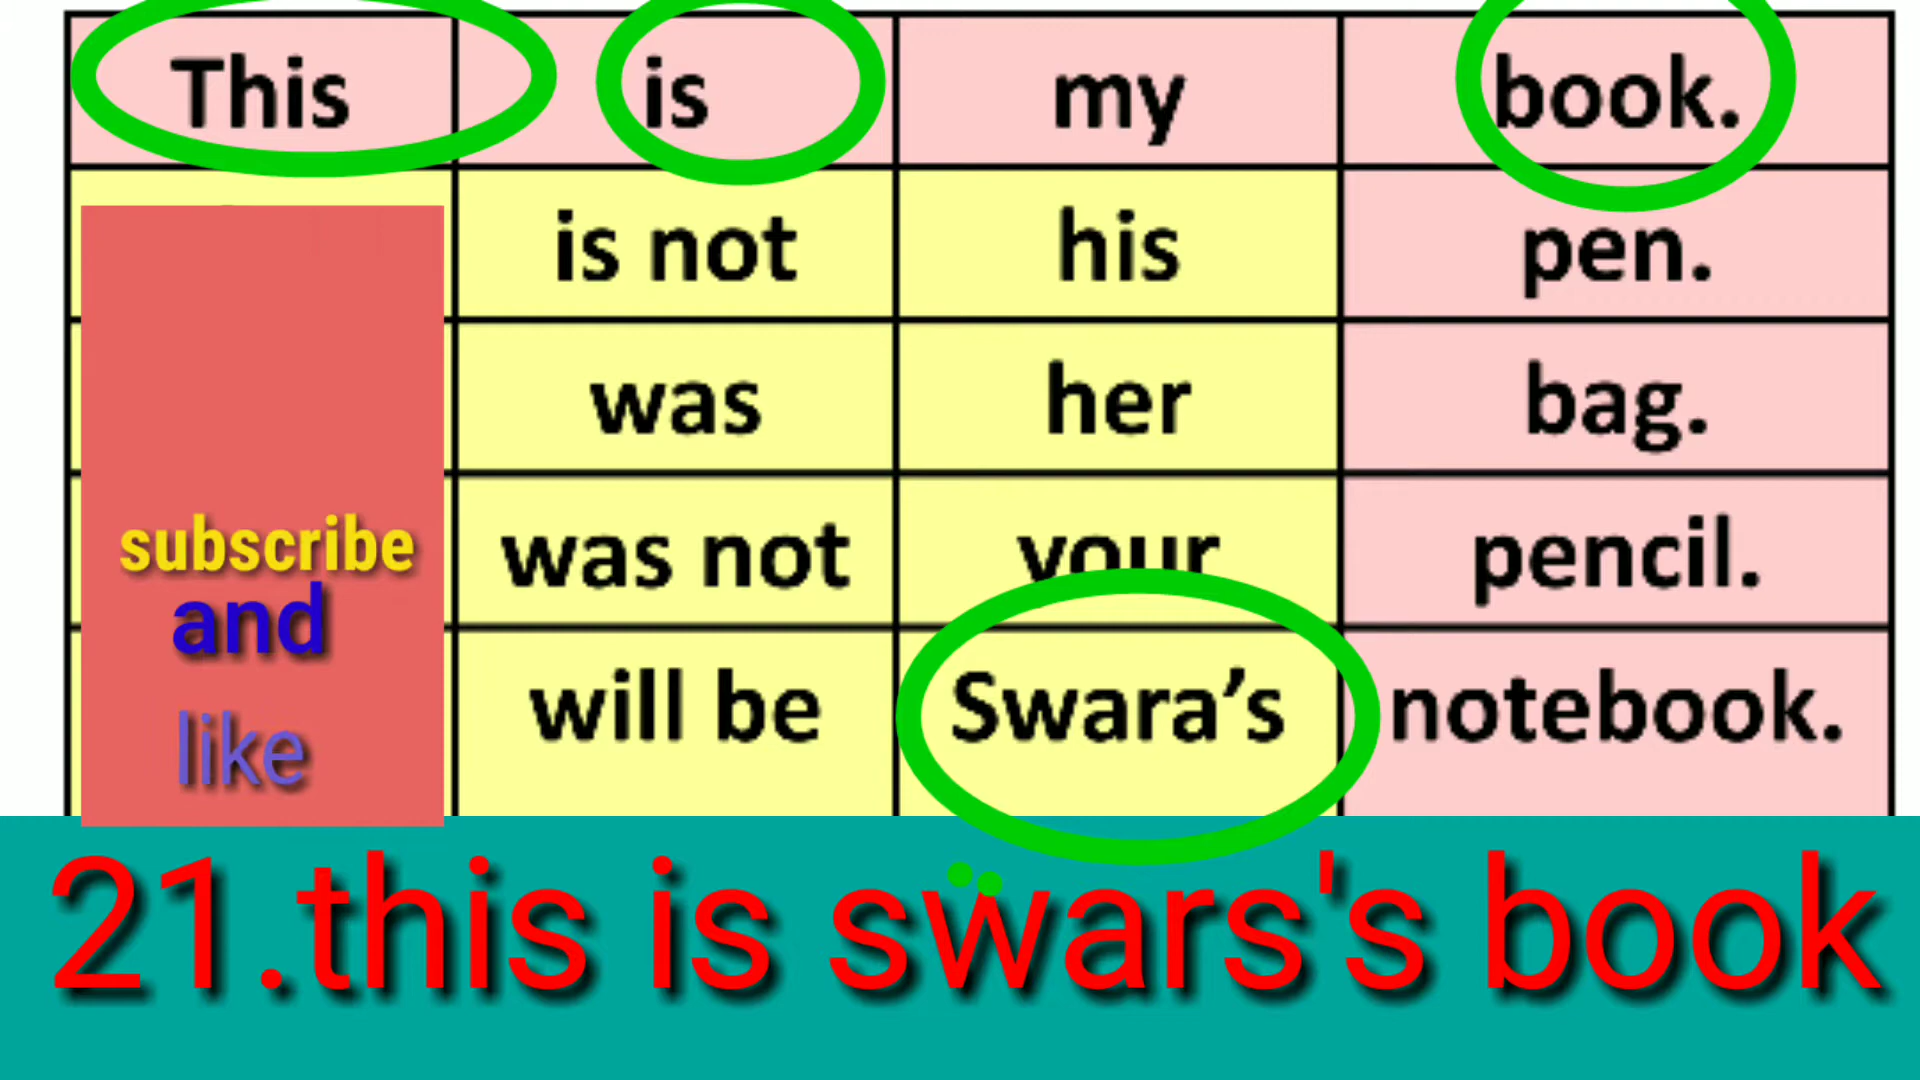 This is my book.
is not his pen.
was her bag.
was not your pencil.
will be Swara’s notebook.
subscribe
and
like
21.this is swars's book